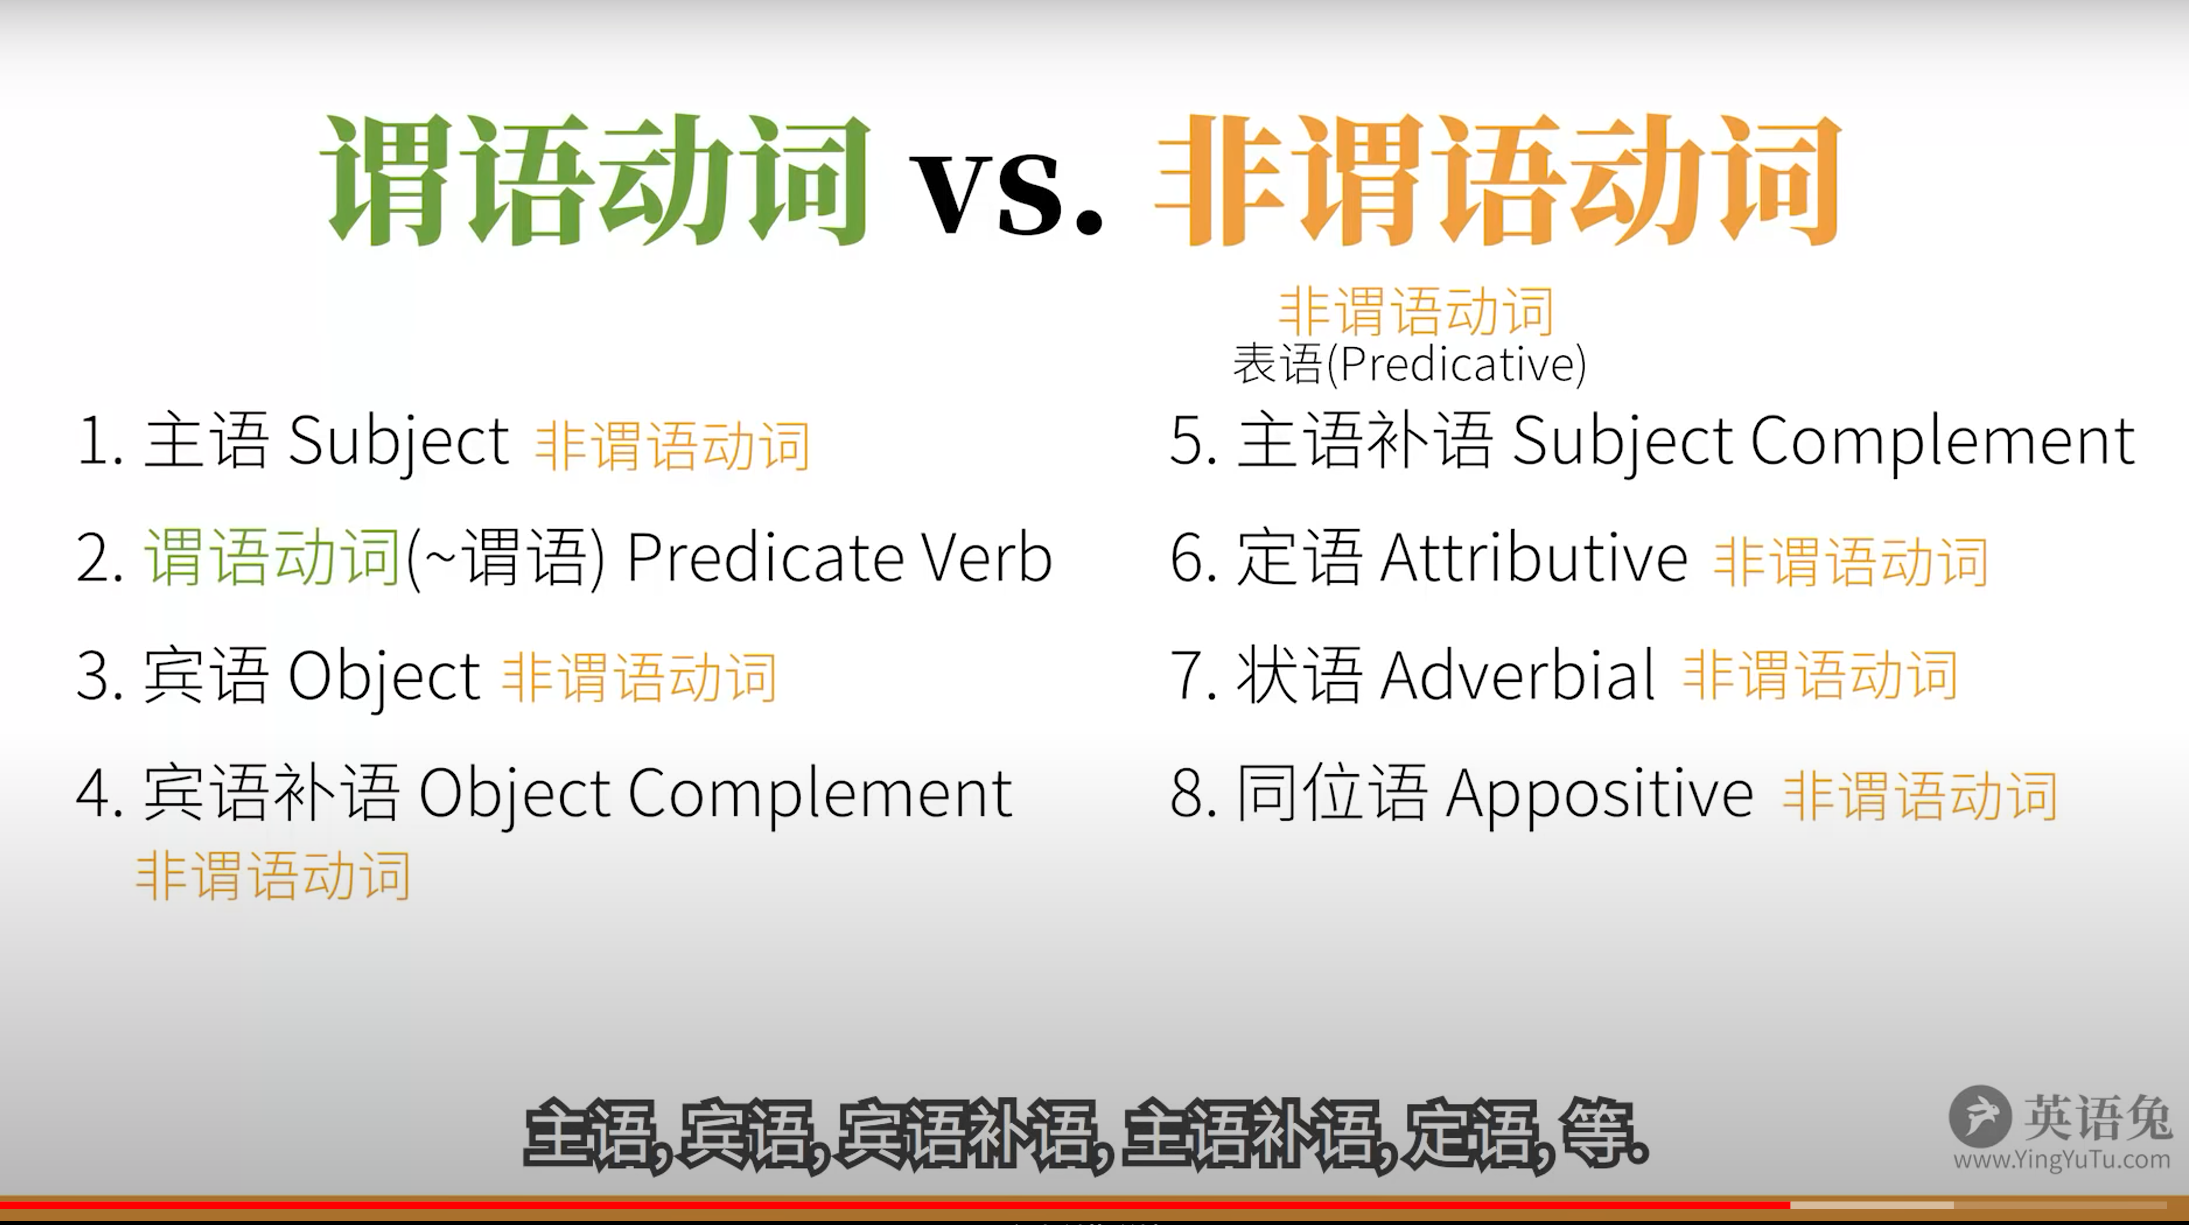 谓语动词 vs. 非谓语动词
1. 主语 Subject 非谓语动词
2. 谓语动词(~谓语) Predicate Verb
3. 宾语 Object 非谓语动词
4. 宾语补语 Object Complement
非谓语动词
非谓语动词
表语(Predicative)
5. 主语补语 Subject Complement
6. 定语 Attributive 非谓语动词
7. 状语 Adverbial 非谓语动词
8. 同位语 Appositive 非谓语动词
主语, 宾语, 宾语补语, 主语补语, 定语, 等.
英语兔
www.YingYuTu.com